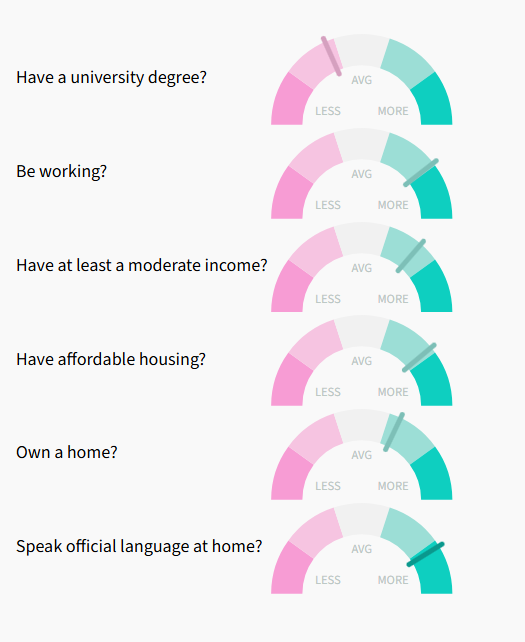 Have a university degree?
AVG
LESS MORE
Be working?
AVG
LESS MORE
Have at least a moderate income?
AVG
LESS MORE
Have affordable housing?
AVG
LESS MORE
Own a home?
AVG
LESS MORE
Speak official language at home?
AVG
LESS MORE